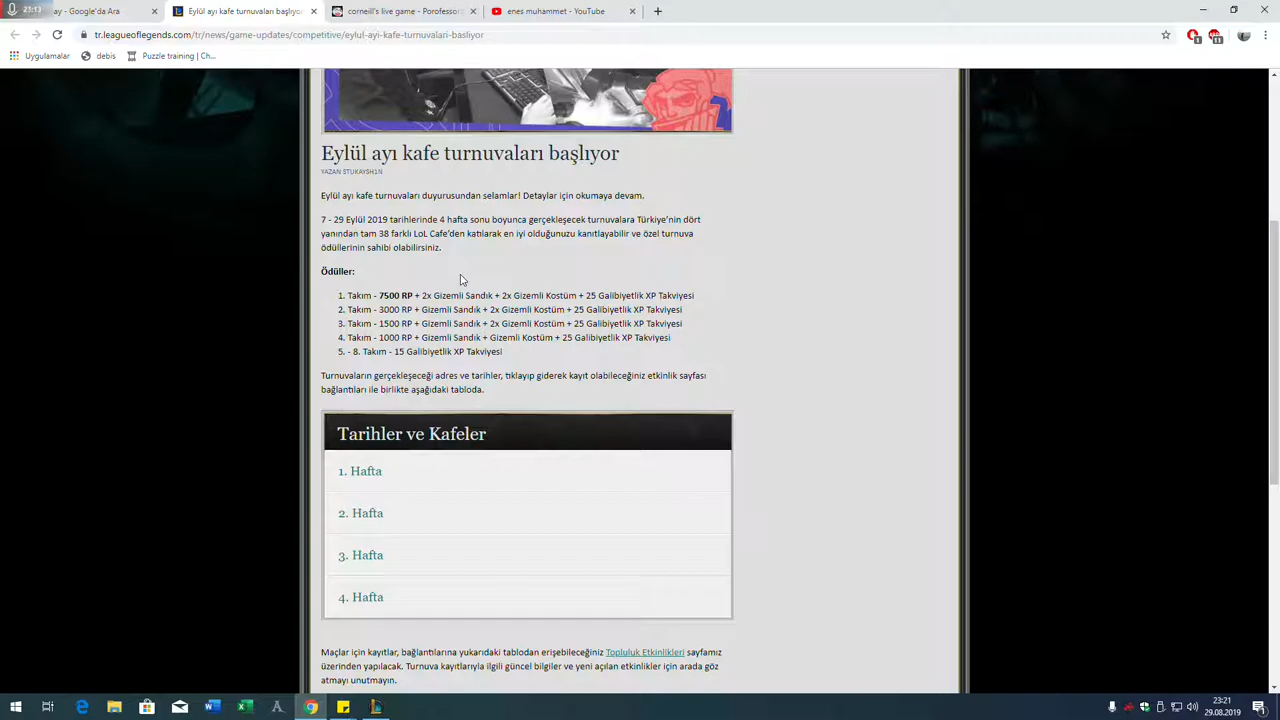 23:13
ay - Google'da Ara
Eylül ayı kafe turnuvaları başlıyor
corneill's live game - Porofessor
enes muhammet - YouTube
tr.leagueoflegends.com/tr/news/game-updates/competitive/eylul-ayi-kafe-turnuvalari-basliyor
1
11
Uygulamalar
debis
Puzzle training | Ch...
Eylül ayı kafe turnuvaları başlıyor
YAZAN STUKAYSH1N
Eylül ayı kafe turnuvaları duyurusundan selamlar! Detaylar için okumaya devam.
7 - 29 Eylül 2019 tarihlerinde 4 hafta sonu boyunca gerçekleşecek turnuvalara Türkiye'nin dört
yanından tam 38 farklı LoL Cafe'den katılarak en iyi olduğunuzu kanıtlayabilir ve özel turnuva
ödüllerinin sahibi olabilirsiniz.
Ödüller:
1. Takım - 7500 RP + 2x Gizemli Sandık + 2x Gizemli Kostüm + 25 Galibiyetlik XP Takviyesi
2. Takım - 3000 RP + Gizemli Sandık + 2x Gizemli Kostüm + 25 Galibiyetlik XP Takviyesi
3. Takım - 1500 RP + Gizemli Sandık + 2x Gizemli Kostüm + 25 Galibiyetlik XP Takviyesi
4. Takım - 1000 RP + Gizemli Sandık + Gizemli Kostüm + 25 Galibiyetlik XP Takviyesi
5. - 8. Takım - 15 Galibiyetlik XP Takviyesi
Turnuvaların gerçekleşeceği adres ve tarihler, tıklayıp giderek kayıt olabileceğiniz etkinlik sayfası
bağlantıları ile birlikte aşağıdaki tabloda.
Tarihler ve Kafeler
1. Hafta
2. Hafta
3. Hafta
4. Hafta
Maçlar için kayıtlar, bağlantılarına yukarıdaki tablodan erişebileceğiniz Topluluk Etkinlikleri sayfamız
üzerinden yapılacak. Turnuva kayıtlarıyla ilgili güncel bilgiler ve yeni açılan etkinlikler için arada göz
atmayı unutmayın.
23:21
29.08.2019